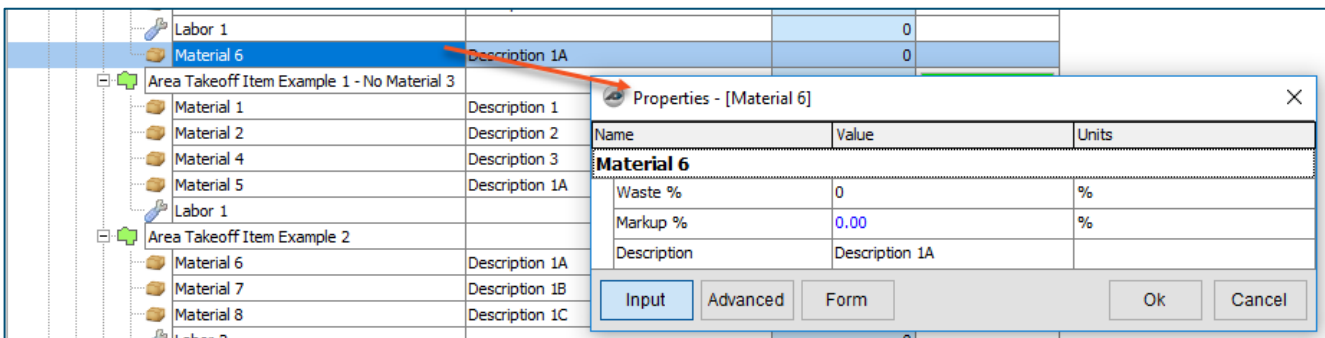 Labor 1 0
Material 6 Description 1A 0
Area Takeoff Item Example 1 - No Material 3
Material 1 Description 1
Material 2 Description 2
Material 4 Description 3
Material 5 Description 1A
Labor 1
Area Takeoff Item Example 2
Material 6 Description 1A
Material 7 Description 1B
Material 8 Description 1C
Properties - [Material 6]
Name Value Units
Material 6
Waste % 0 %
Markup % 0.00 %
Description Description 1A
Input Advanced Form Ok Cancel